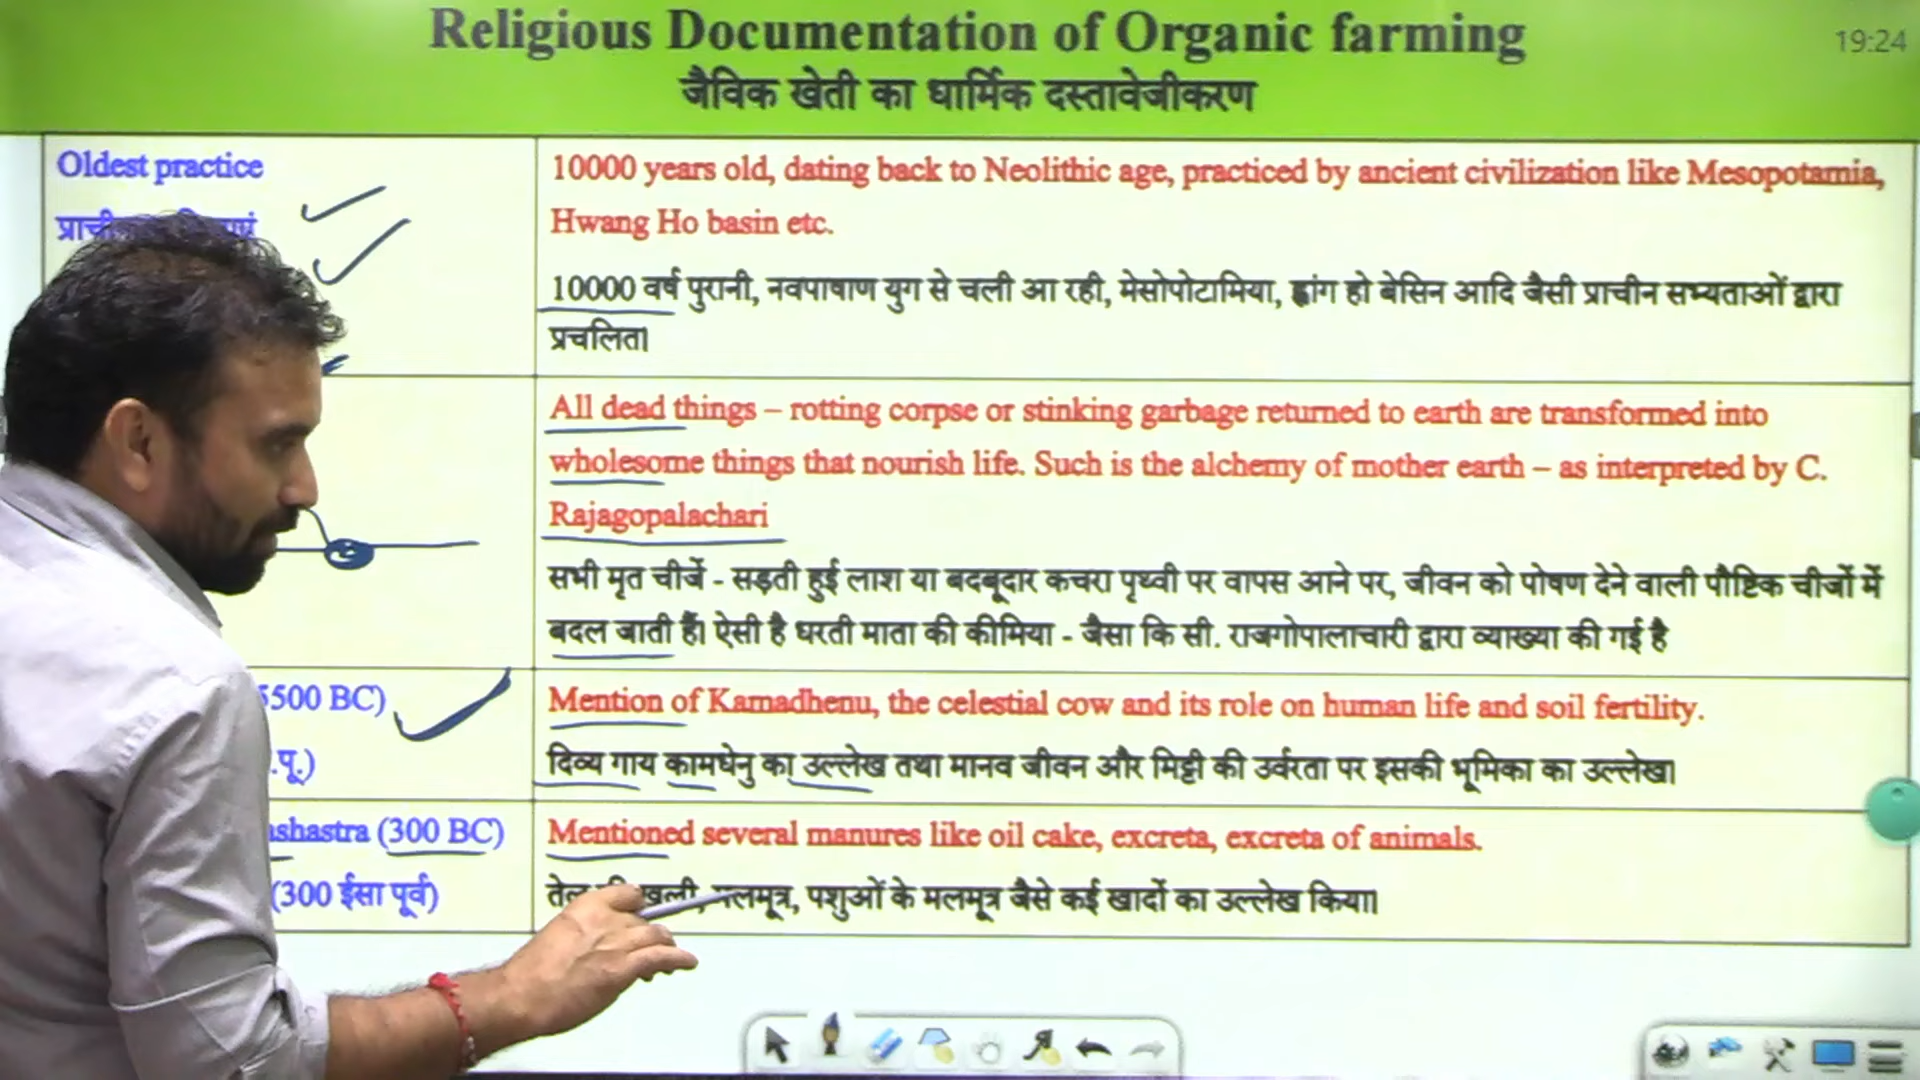 Religious Documentation of Organic farming
19:24
जैविक खेती का धार्मिक दस्तावेजीकरण
Oldest practice
10000 years old, dating back to Neolithic age, practiced by ancient civilization like Mesopotamia,
Hwang Ho basin etc.
10000 वर्ष पुरानी, नवपाषाण युग से चली आ रही, मेसोपोटामिया, ह्वांग हो बेसिन आदि जैसी प्राचीन सभ्यताओं द्वारा
प्रचलित।
All dead things – rotting corpse or stinking garbage returned to earth are transformed into
wholesome things that nourish life. Such is the alchemy of mother earth – as interpreted by C.
Rajagopalachari
सभी मृत चीजें - सड़ती हुई लाश या बदबूदार कचरा पृथ्वी पर वापस आने पर, जीवन को पोषण देने वाली पौष्टिक चीजों में
बदल जाती हैं। ऐसी है धरती माता की कीमिया - जैसा कि सी. राजगोपालाचारी द्वारा व्याख्या की गई है
5500 BC)
.पू.)
Mention of Kamadhenu, the celestial cow and its role on human life and soil fertility.
दिव्य गाय कामधेनु का उल्लेख तथा मानव जीवन और मिट्टी की उर्वरता पर इसकी भूमिका का उल्लेख।
shastra (300 BC)
(300 ईसा पूर्व)
Mentioned several manures like oil cake, excreta, excreta of animals.
खली, मलमूत्र, पशुओं के मलमूत्र जैसे कई खादों का उल्लेख किया।